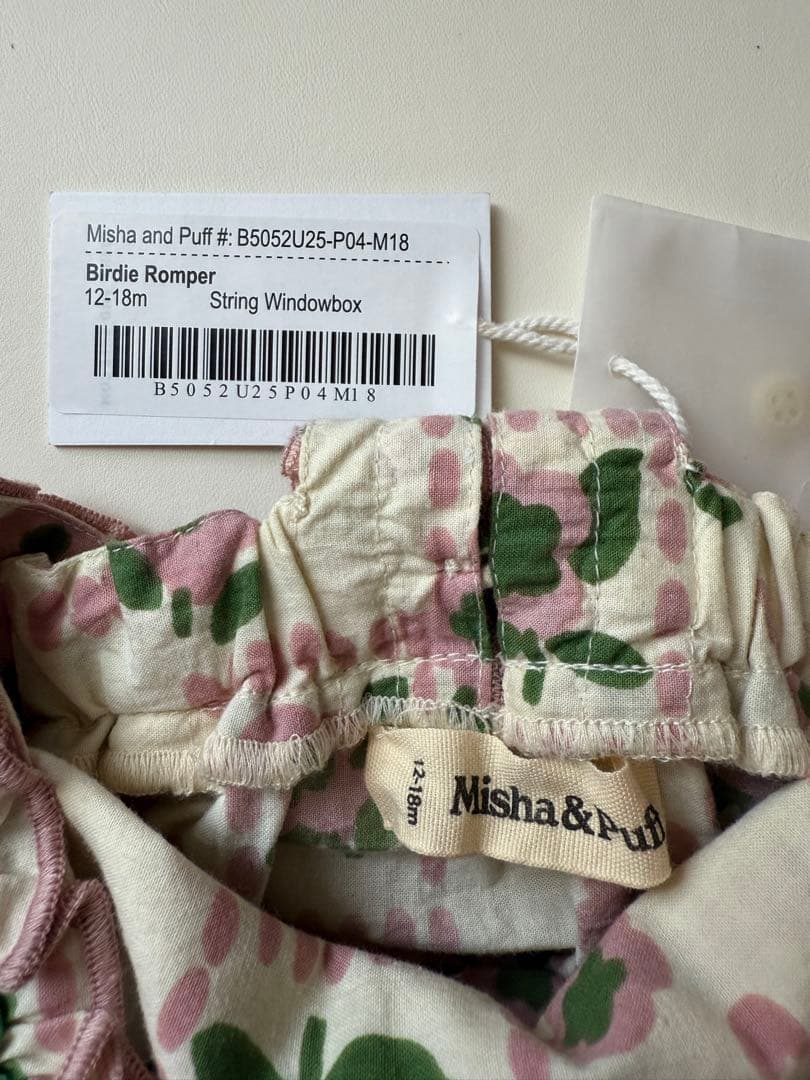 Misha and Puff #: B5052U25-P04-M18
Birdie Romper
12-18m String Windowbox
B5052U25P04M18
12-18m
Misha & Puff